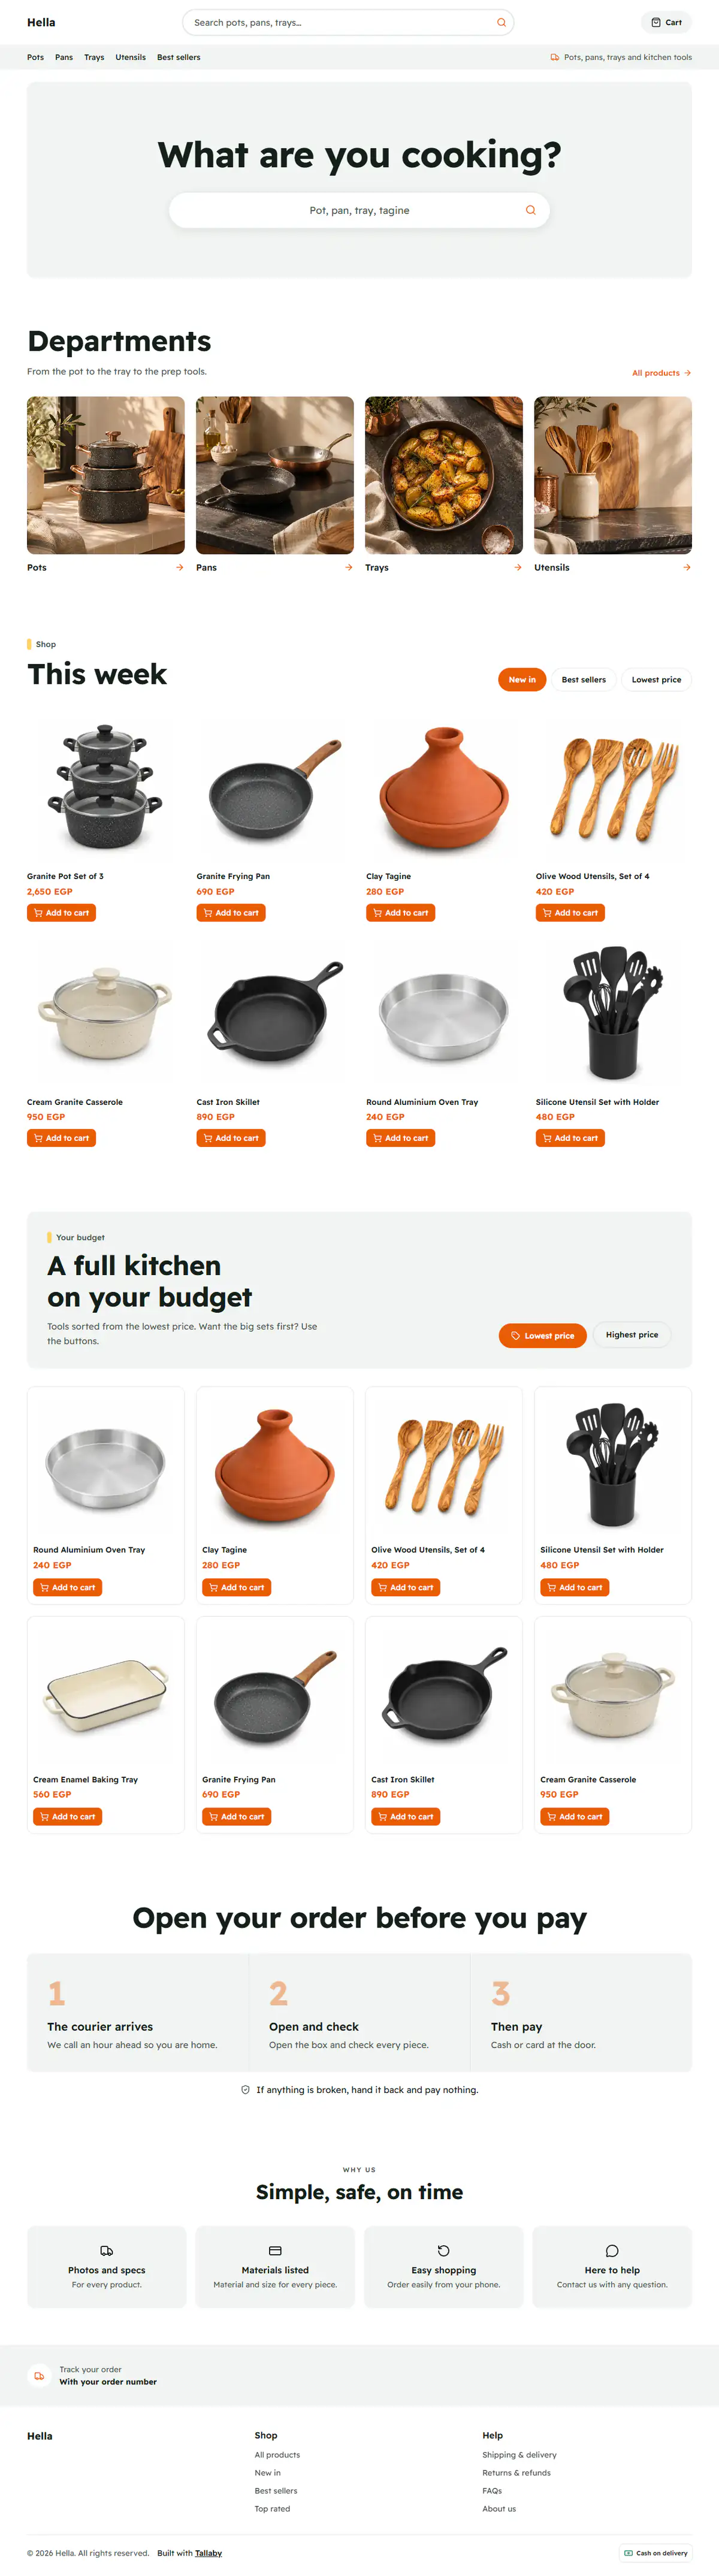 Hella
Search pots, pans, trays...
Cart
Pots
Pans
Trays
Utensils
Best sellers
Pots, pans, trays and kitchen tools
What are you cooking?
Pot, pan, tray, tagine
Departments
From the pot to the tray to the prep tools.
All products
Pots
Pans
Trays
Utensils
Shop
This week
New in
Best sellers
Lowest price
Granite Pot Set of 3
2,650 EGP
Add to cart
Granite Frying Pan
690 EGP
Add to cart
Clay Tagine
280 EGP
Add to cart
Olive Wood Utensils, Set of 4
420 EGP
Add to cart
Cream Granite Casserole
950 EGP
Add to cart
Cast Iron Skillet
890 EGP
Add to cart
Round Aluminium Oven Tray
240 EGP
Add to cart
Silicone Utensil Set with Holder
480 EGP
Add to cart
Your budget
A full kitchen
on your budget
Tools sorted from the lowest price. Want the big sets first? Use
the buttons.
Lowest price
Highest price
Round Aluminium Oven Tray
240 EGP
Add to cart
Clay Tagine
280 EGP
Add to cart
Olive Wood Utensils, Set of 4
420 EGP
Add to cart
Silicone Utensil Set with Holder
480 EGP
Add to cart
Cream Enamel Baking Tray
560 EGP
Add to cart
Granite Frying Pan
690 EGP
Add to cart
Cast Iron Skillet
890 EGP
Add to cart
Cream Granite Casserole
950 EGP
Add to cart
Open your order before you pay
1
The courier arrives
We call an hour ahead so you are home.
2
Open and check
Open the box and check every piece.
3
Then pay
Cash or card at the door.
If anything is broken, hand it back and pay nothing.
WHY US
Simple, safe, on time
Photos and specs
For every product.
Materials listed
Material and size for every piece.
Easy shopping
Order easily from your phone.
Here to help
Contact us with any question.
Track your order
With your order number
Hella
Shop
All products
New in
Best sellers
Top rated
Help
Shipping & delivery
Returns & refunds
FAQs
About us
© 2026 Hella. All rights reserved.
Built with Tallaby
Cash on delivery